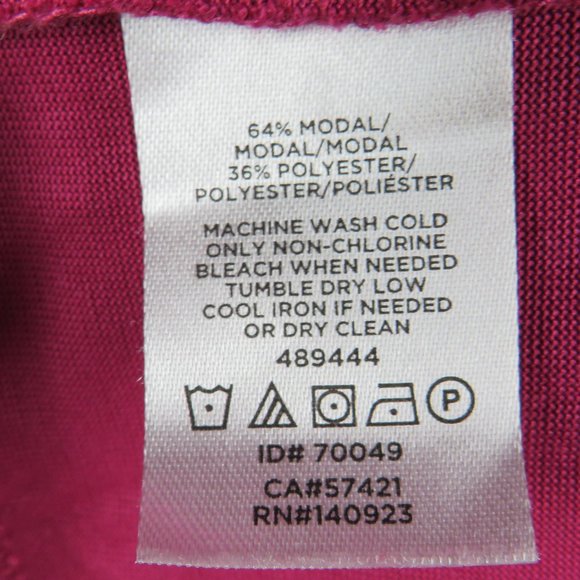 64% MODAL/
MODAL/MODAL
36% POLYESTER/
POLYESTER/POLIÉSTER
MACHINE WASH COLD
ONLY NON-CHLORINE
BLEACH WHEN NEEDED
TUMBLE DRY LOW
COOL IRON IF NEEDED
OR DRY CLEAN
489444
P
ID# 70049
CA#57421
RN#140923